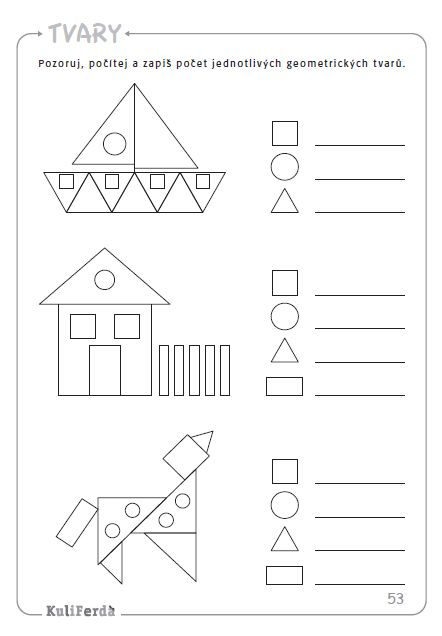 TVARY
Pozoruj, počítej a zapiš počet jednotlivých geometrických tvarů.
53
KuliFerda